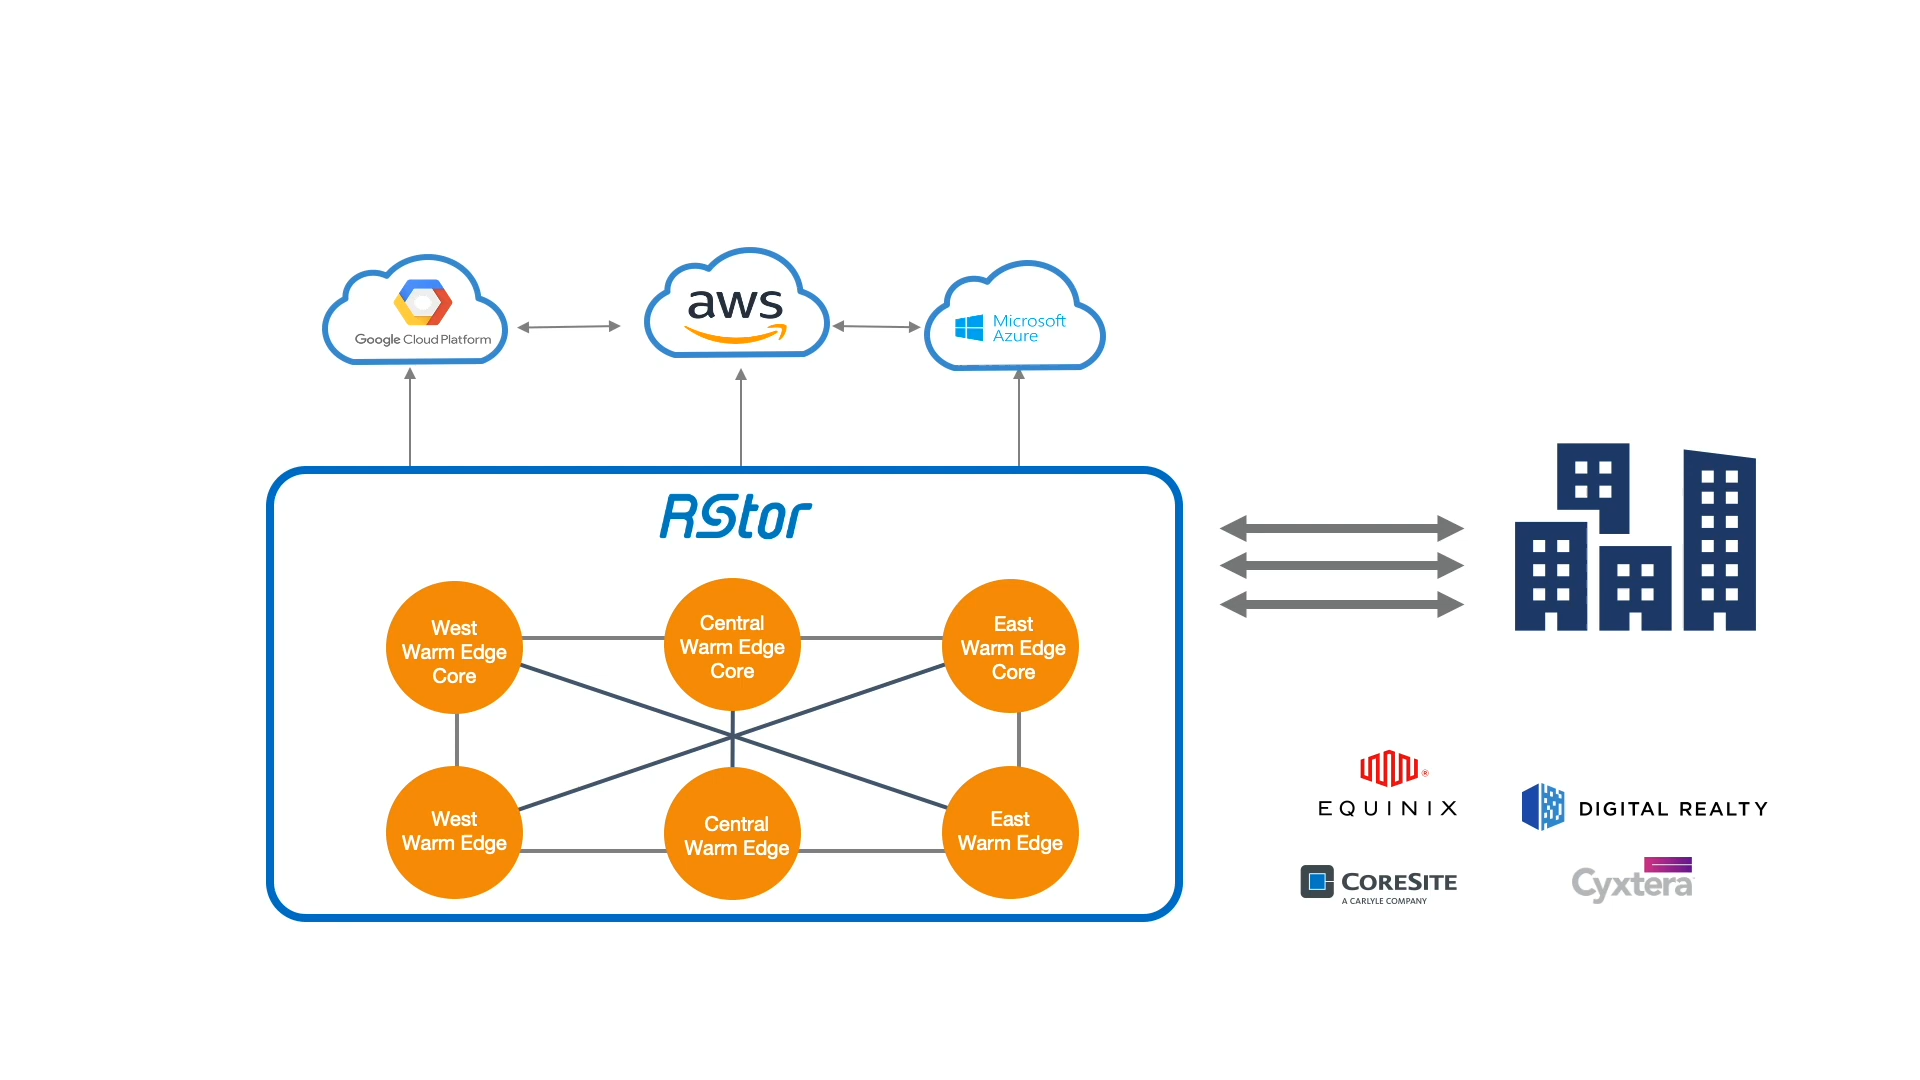 Google Cloud Platform
aws
Microsoft
Azure
RStor
West
Warm Edge
Core
Central
Warm Edge
Core
East
Warm Edge
Core
West
Warm Edge
Central
Warm Edge
East
Warm Edge
EQUINIX ®
DIGITAL REALTY
CORESITE
A CARLYLE COMPANY
Cyxtera